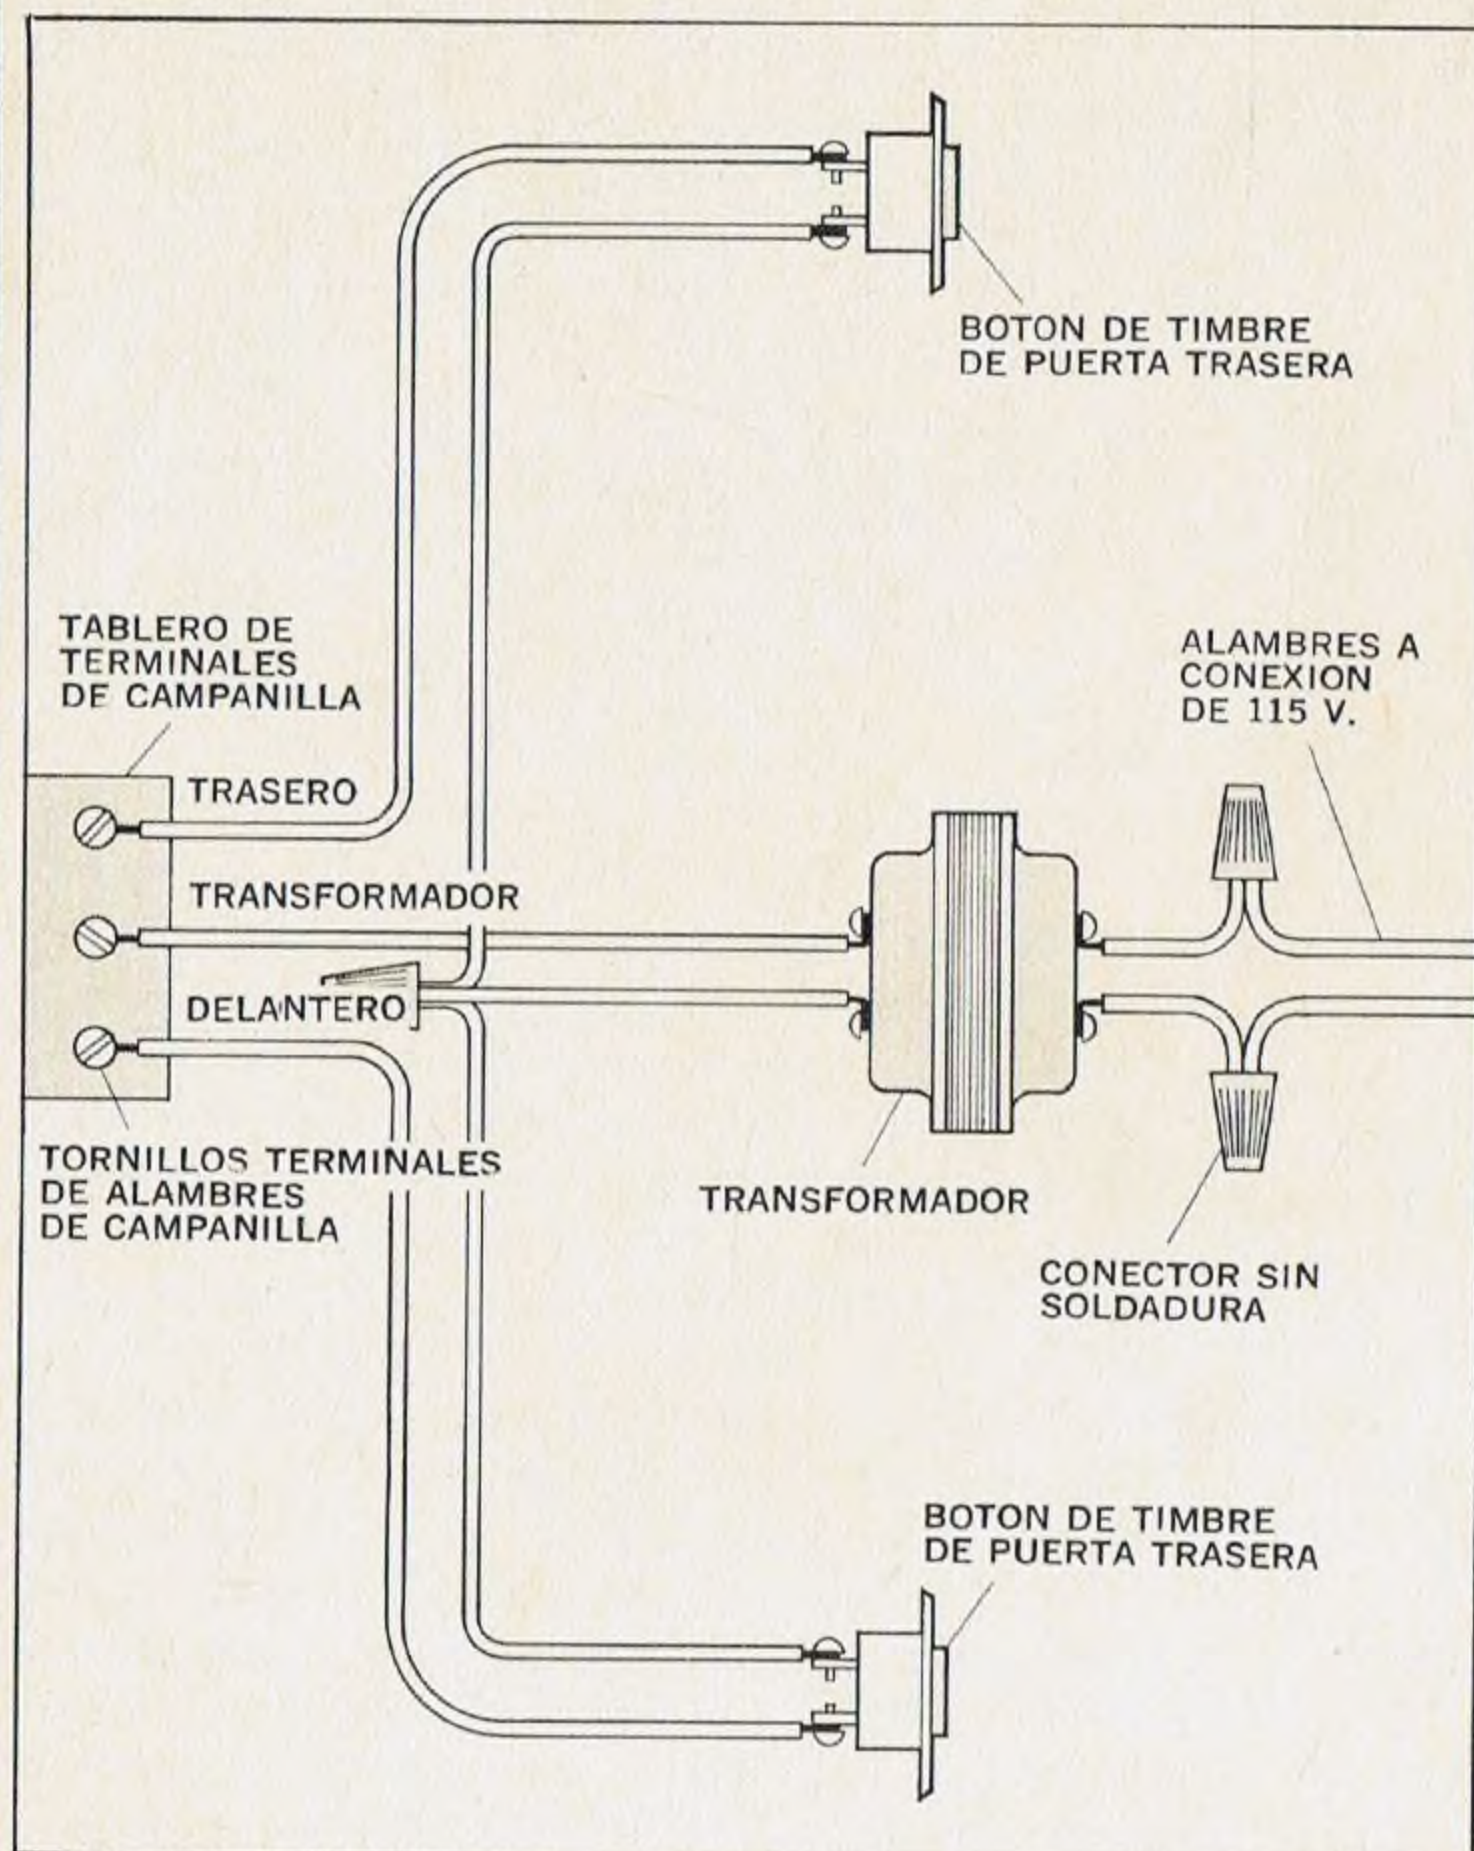 BOTON DE TIMBRE
DE PUERTA TRASERA
TABLERO DE
TERMINALES
DE CAMPANILLA
ALAMBRES A
CONEXION
DE 115 V.
TRASERO
TRANSFORMADOR
DELANTERO
TORNILLOS TERMINALES
DE ALAMBRES
DE CAMPANILLA
TRANSFORMADOR
CONECTOR SIN
SOLDADURA
BOTON DE TIMBRE
DE PUERTA TRASERA